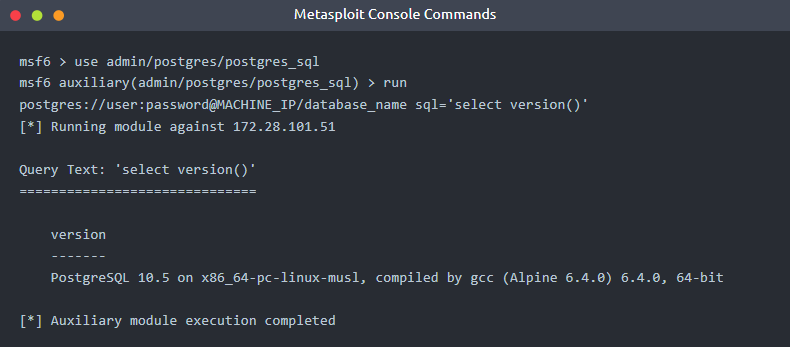 Metasploit Console Commands
msf6 > use admin/postgres/postgres_sql
msf6 auxiliary(admin/postgres/postgres_sql) > run
postgres://user:password@MACHINE_IP/database_name sql='select version()'
[*] Running module against 172.28.101.51
Query Text: 'select version()'
==============================
version
-------
PostgreSQL 10.5 on x86_64-pc-linux-musl, compiled by gcc (Alpine 6.4.0) 6.4.0, 64-bit
[*] Auxiliary module execution completed